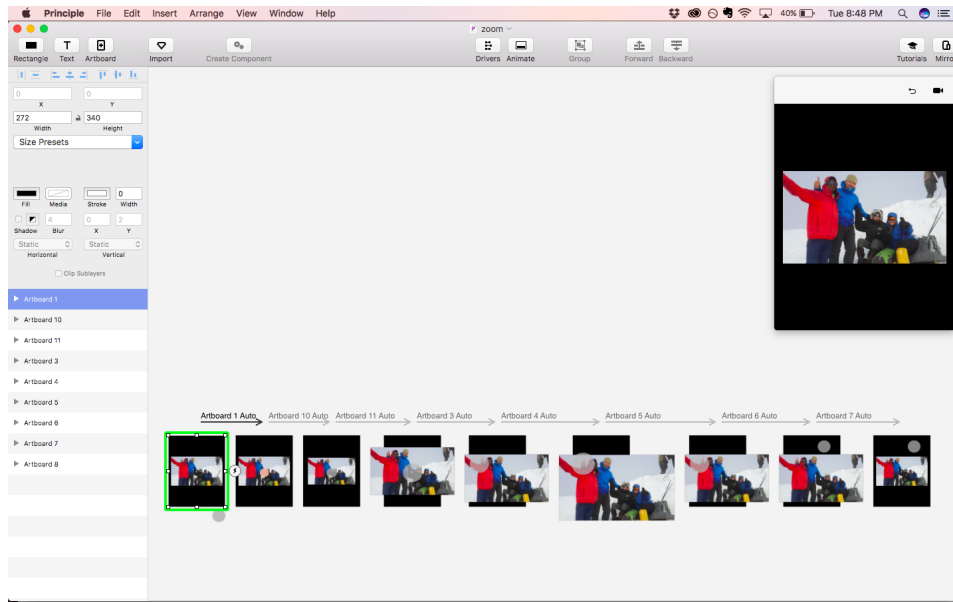 Principle File Edit Insert Arrange View Window Help 40% Tue 8:48 PM
zoom
Rectangle Text Artboard Import Create Component Drivers Animate Group Forward Backward Tutorials Mirro
0 0
X Y
272 340
Width Height
Size Presets
0
Fill Media Stroke Width
4 0 2
Shadow Blur X Y
Static Static
Horizontal Vertical
Clip Sublayers
Artboard 1
Artboard 10
Artboard 11
Artboard 3
Artboard 4
Artboard 5
Artboard 6
Artboard 7
Artboard 8
Artboard 1 Auto Artboard 10 Auto Artboard 11 Auto Artboard 3 Auto Artboard 4 Auto Artboard 5 Auto Artboard 6 Auto Artboard 7 Auto